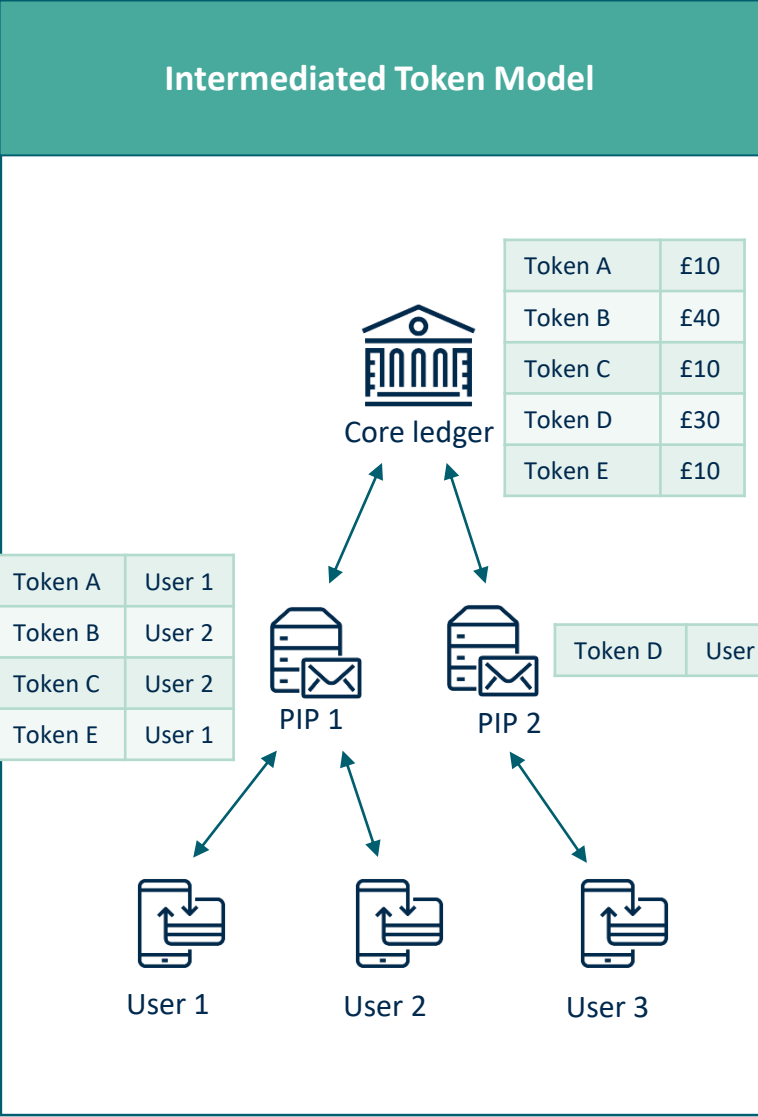 Intermediated Token Model
Token A £10
Token B £40
Token C £10
Token D £30
Token E £10
Core ledger
Token A User 1
Token B User 2
Token C User 2
Token E User 1
PIP 1
PIP 2
Token D User
User 1
User 2
User 3